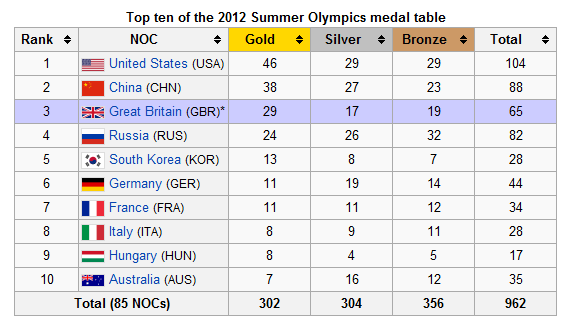 Top ten of the 2012 Summer Olympics medal table
Rank NOC Gold Silver Bronze Total
1 United States (USA) 46 29 29 104
2 China (CHN) 38 27 23 88
3 Great Britain (GBR)* 29 17 19 65
4 Russia (RUS) 24 26 32 82
5 South Korea (KOR) 13 8 7 28
6 Germany (GER) 11 19 14 44
7 France (FRA) 11 11 12 34
8 Italy (ITA) 8 9 11 28
9 Hungary (HUN) 8 4 5 17
10 Australia (AUS) 7 16 12 35
Total (85 NOCs) 302 304 356 962